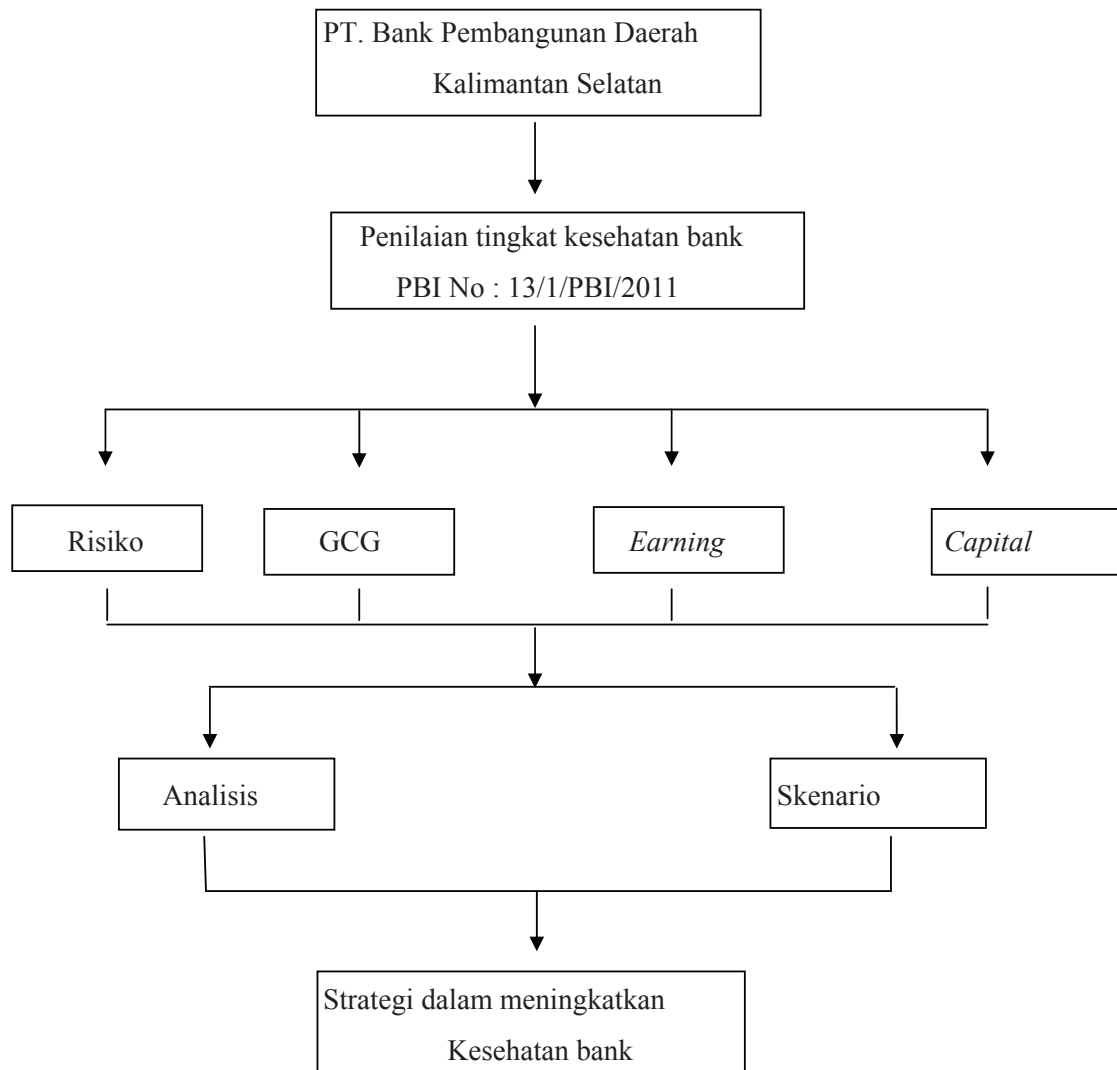 PT. Bank Pembangunan Daerah
Kalimantan Selatan
Penilaian tingkat kesehatan bank
PBI No : 13/1/PBI/2011
Risiko
GCG
Earning
Capital
Analisis
Skenario
Strategi dalam meningkatkan
Kesehatan bank